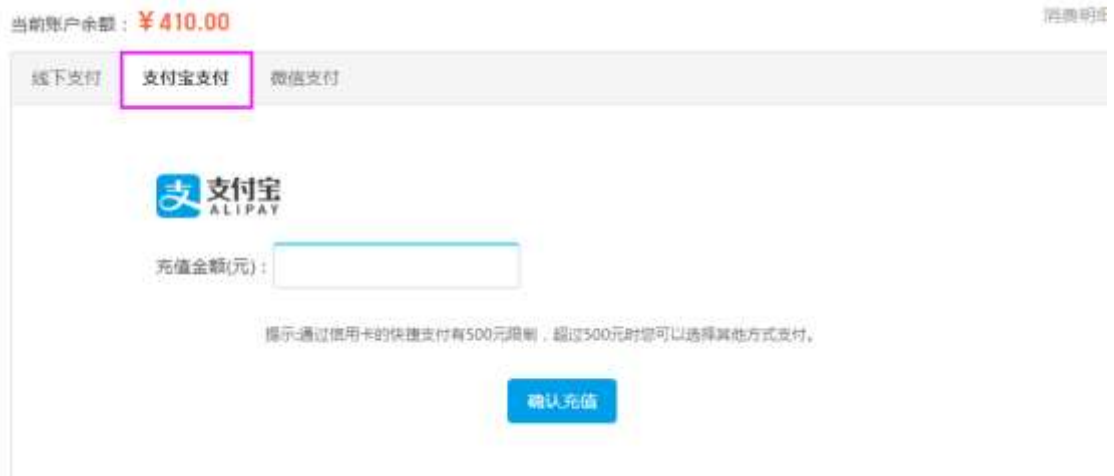 当前账户余额：￥410.00
消费明细
线下支付 支付宝支付 微信支付
支 支付宝
ALIPAY
充值金额(元)：
提示:通过信用卡的快捷支付有500元限制，超过500元时您可以选择其他方式支付。
确认充值